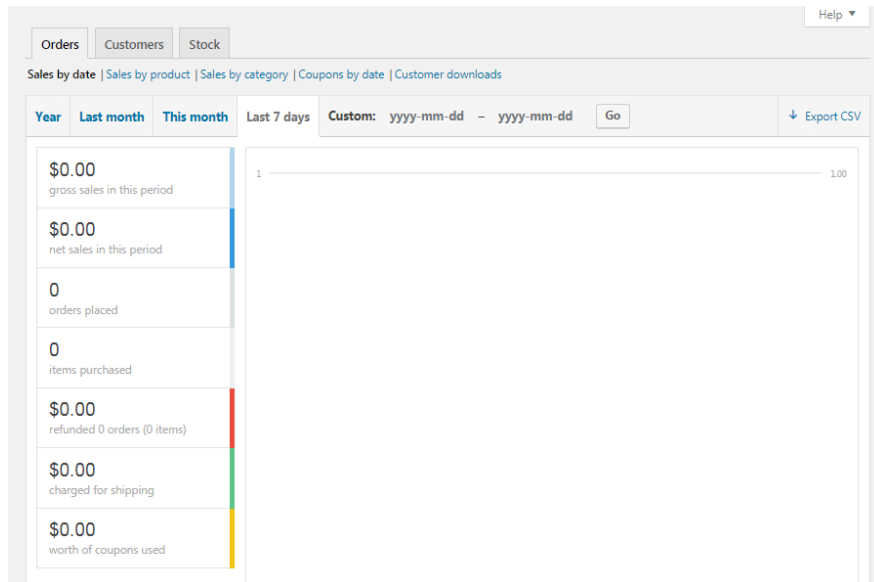 Help ▼
Orders Customers Stock
Sales by date | Sales by product | Sales by category | Coupons by date | Customer downloads
Year Last month This month Last 7 days Custom: yyyy-mm-dd – yyyy-mm-dd Go ↓ Export CSV
$0.00
gross sales in this period
1 1.00
$0.00
net sales in this period
0
orders placed
0
items purchased
$0.00
refunded 0 orders (0 items)
$0.00
charged for shipping
$0.00
worth of coupons used